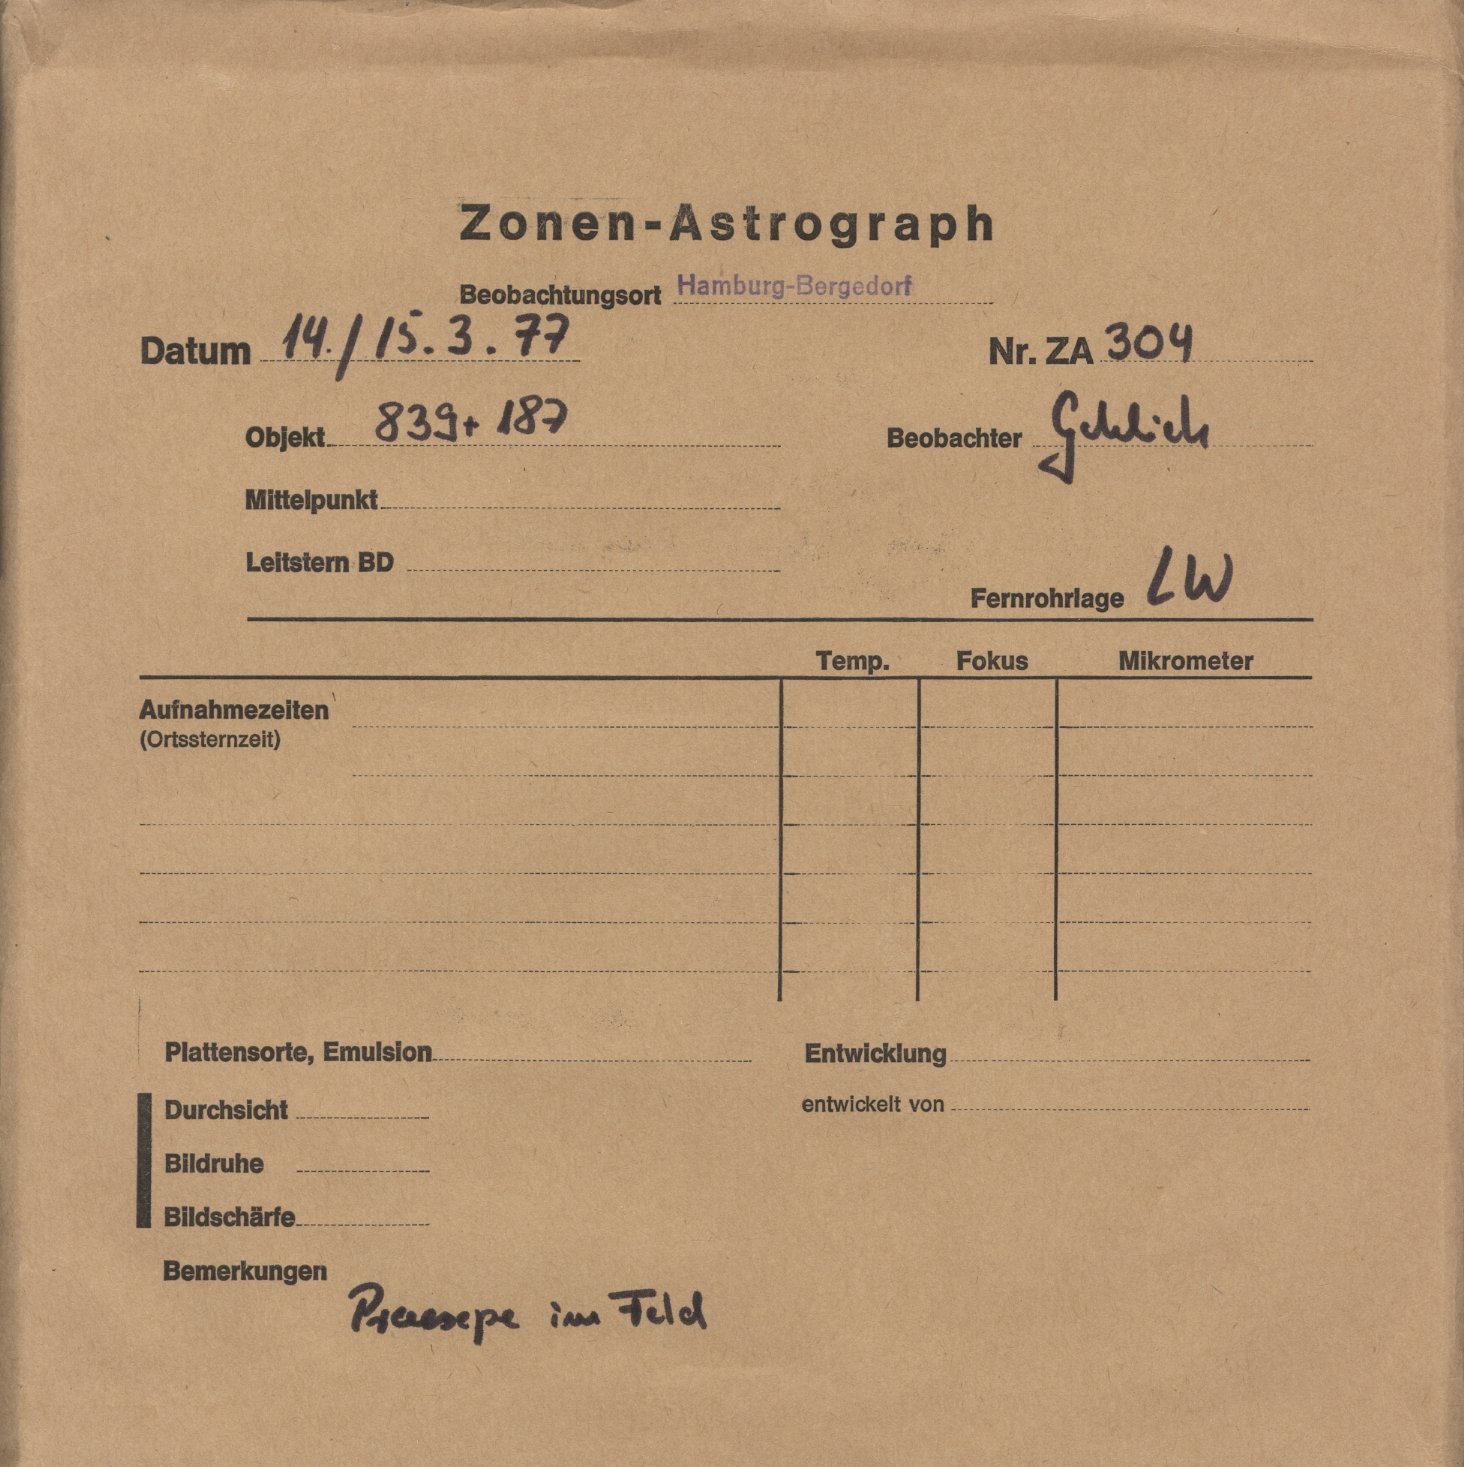 Zonen-Astrograph
Beobachtungsort Hamburg-Bergedorf
Datum 14./15.3.77 Nr. ZA 304
Objekt 839+187 Beobachter
Mittelpunkt
Leitstern BD
Fernrohrlage LW
Temp. Fokus Mikrometer
Aufnahmezeiten
(Ortssternzeit)
Plattensorte, Emulsion Entwicklung
Durchsicht entwickelt von
Bildruhe
Bildschärfe
Bemerkungen
Praesepe im Feld